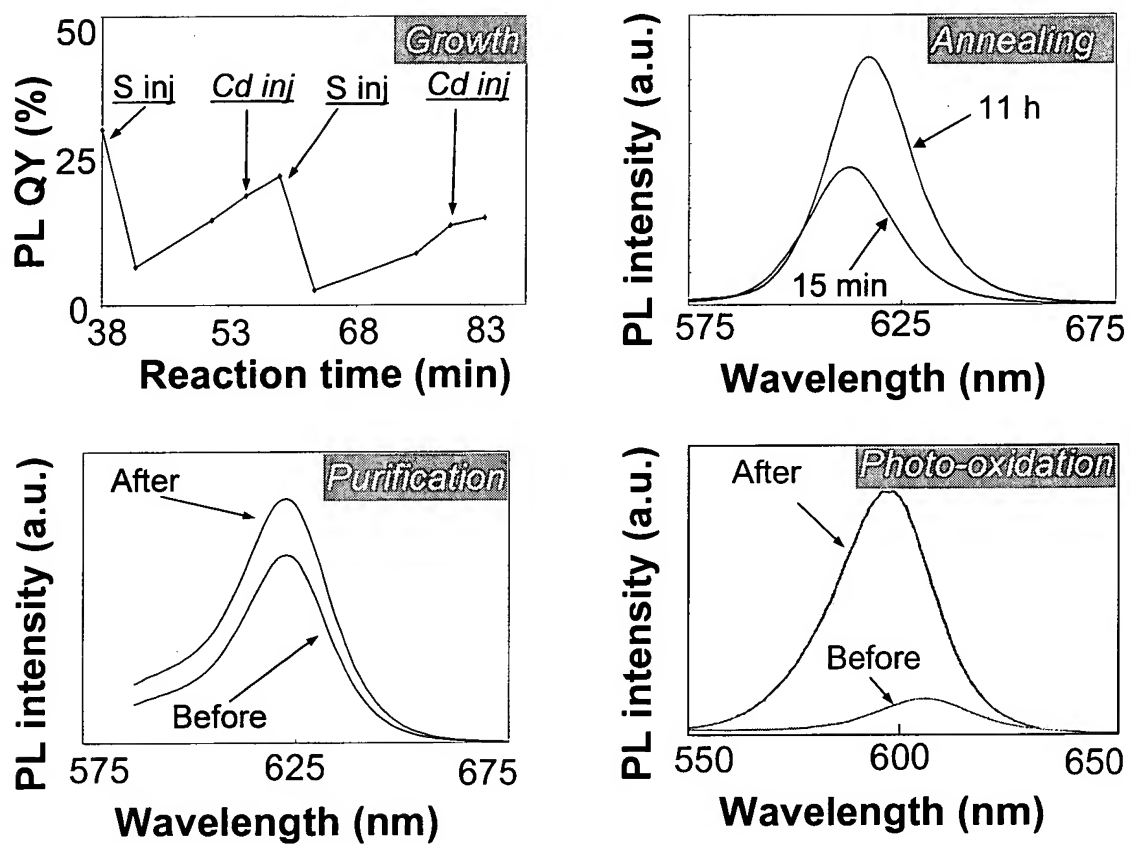 Growth
PL QY (%)
50
25
0
S inj
Cd inj
S inj
Cd inj
38
53
68
83
Reaction time (min)
Annealing
PL intensity (a.u.)
11 h
15 min
575
625
675
Wavelength (nm)
Purification
PL intensity (a.u.)
After
Before
575
625
675
Wavelength (nm)
Photo-oxidation
PL intensity (a.u.)
After
Before
550
600
650
Wavelength (nm)